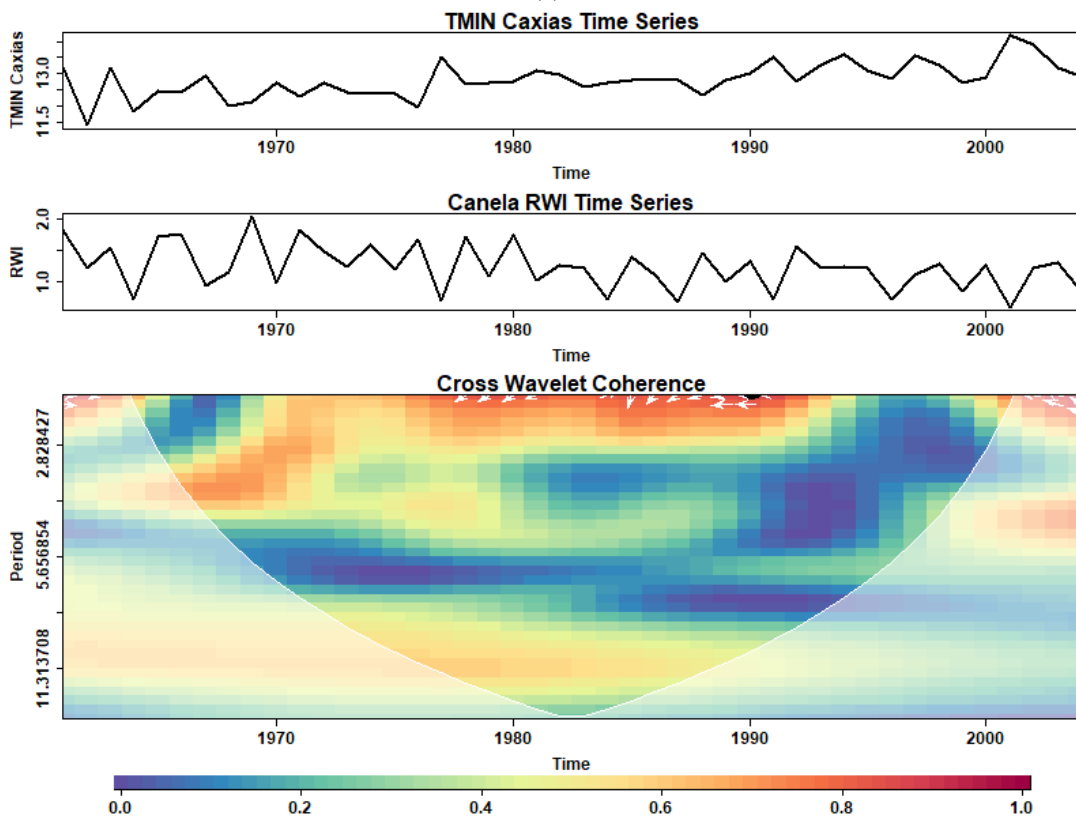 TMIN Caxias Time Series
TMIN Caxias
13.0
11.5
1970 1980 1990 2000
Time
Canela RWI Time Series
RWI
2.0
1.0
1970 1980 1990 2000
Time
Cross Wavelet Coherence
Period
2.828427
5.656854
11.313708
1970 1980 1990 2000
Time
0.0 0.2 0.4 0.6 0.8 1.0